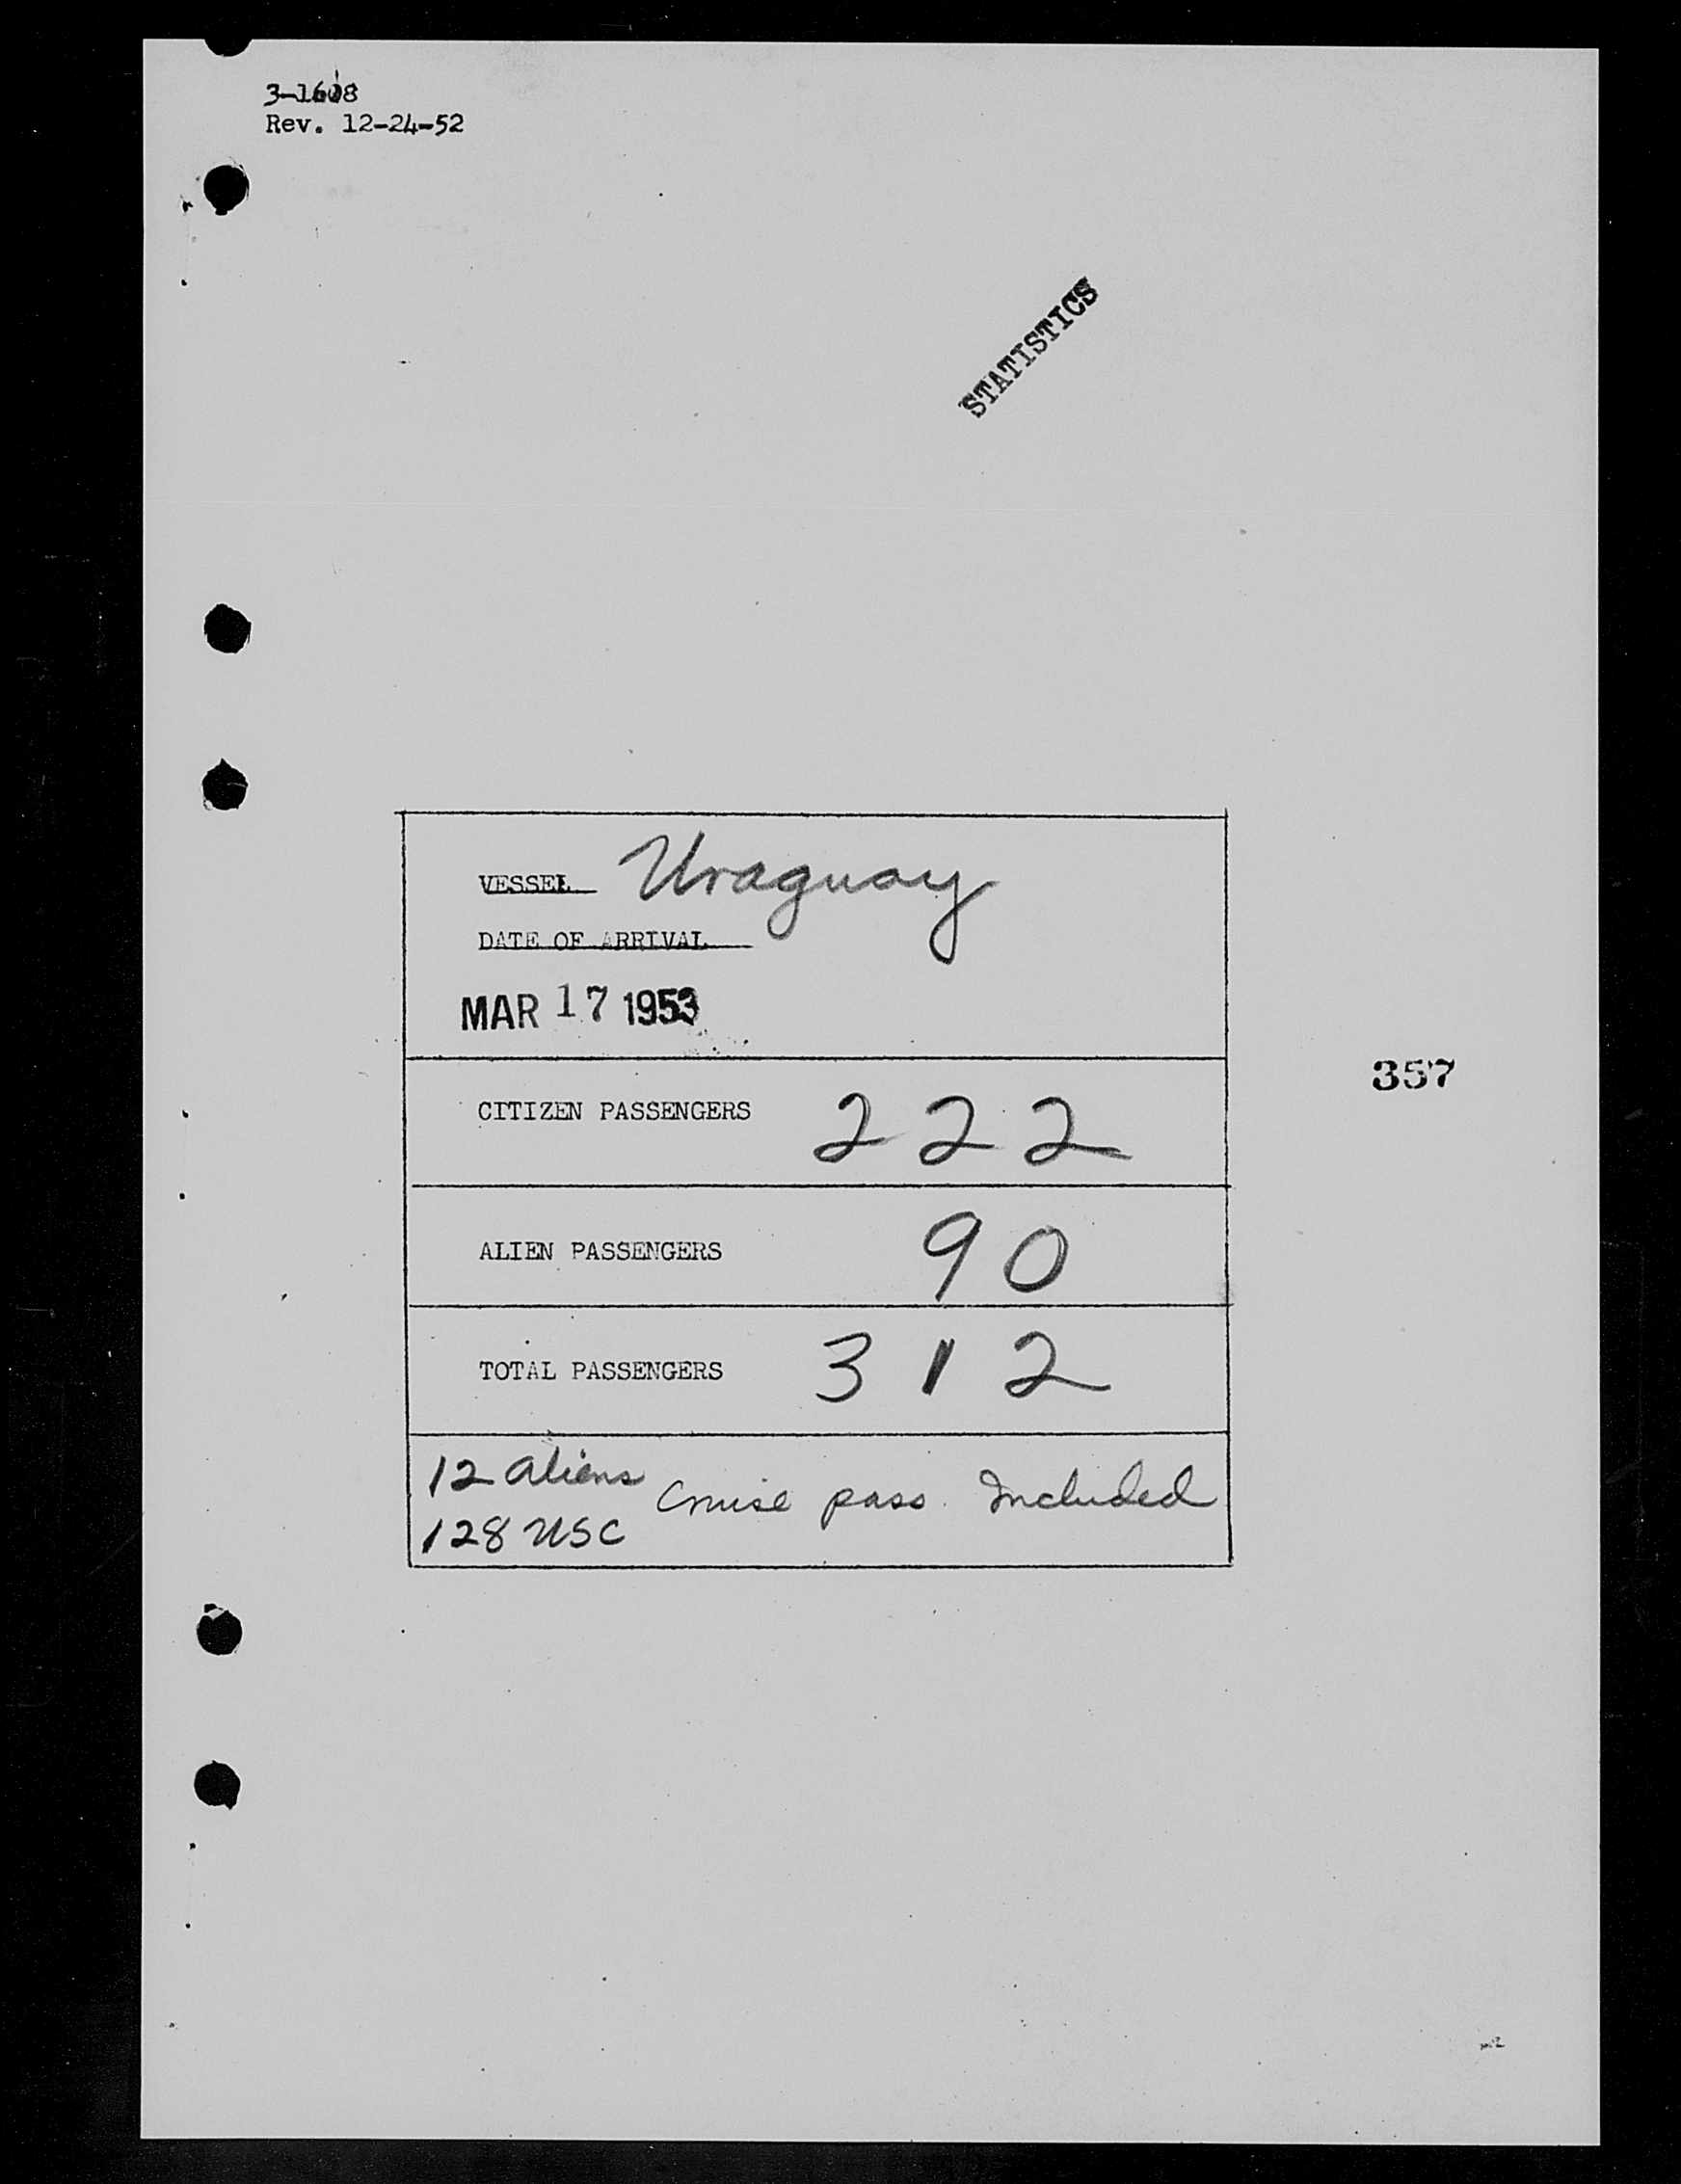 3-1608
Rev. 12-24-52
STATISTICS
VESSEL Uraguay
DATE OF ARRIVAL
MAR 17 1953
357
CITIZEN PASSENGERS 222
ALIEN PASSENGERS 90
TOTAL PASSENGERS 312
12 aliens Cruise pass. Included
128 USC